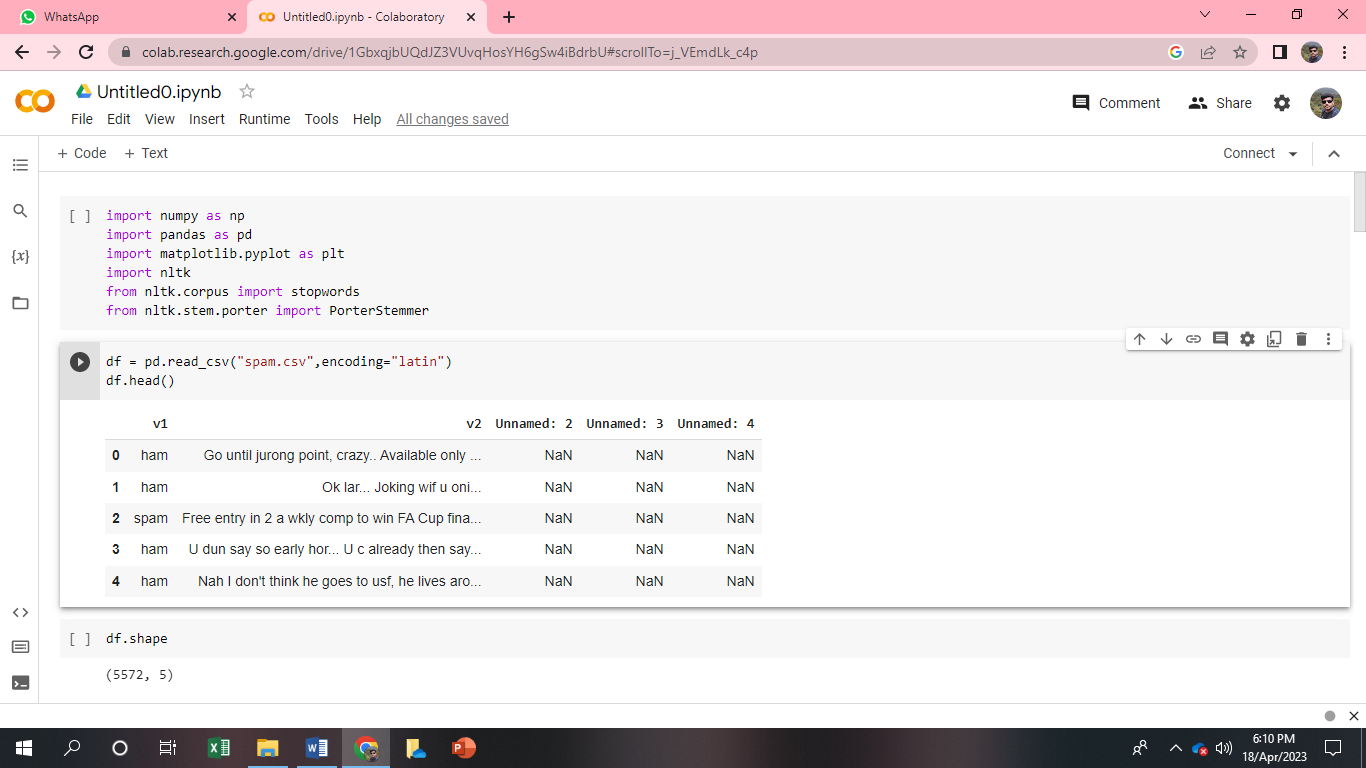 WhatsApp
Untitled0.ipynb - Colaboratory
colab.research.google.com/drive/1GbxqjbUQdJZ3VUvqHosYH6gSw4iBdrbU#scrollTo=j_VEmdLk_c4p
Untitled0.ipynb
Comment Share
File Edit View Insert Runtime Tools Help All changes saved
+ Code + Text Connect
[ ] import numpy as np
import pandas as pd
import matplotlib.pyplot as plt
import nltk
from nltk.corpus import stopwords
from nltk.stem.porter import PorterStemmer
df = pd.read_csv("spam.csv",encoding="latin")
df.head()
v1 v2 Unnamed: 2 Unnamed: 3 Unnamed: 4
0 ham Go until jurong point, crazy.. Available only ... NaN NaN NaN
1 ham Ok lar... Joking wif u oni... NaN NaN NaN
2 spam Free entry in 2 a wkly comp to win FA Cup fina... NaN NaN NaN
3 ham U dun say so early hor... U c already then say... NaN NaN NaN
4 ham Nah I don't think he goes to usf, he lives aro... NaN NaN NaN
[ ] df.shape
(5572, 5)
6:10 PM
18/Apr/2023